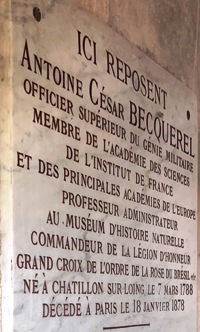 ICI REPOSENT
ANTOINE CÉSAR BECQUEREL
OFFICIER SUPÉRIEUR DU GÉNIE MILITAIRE
MEMBRE DE L'ACADÉMIE DES SCIENCES
DE L'INSTITUT DE FRANCE
ET DES PRINCIPALES ACADÉMIES DE L'EUROPE
PROFESSEUR ADMINISTRATEUR
AU MUSÉUM D'HISTOIRE NATURELLE
COMMANDEUR DE LA LÉGION D'HONNEUR
GRAND CROIX DE L'ORDRE DE LA ROSE DU BRÉSIL etc
NÉ À CHATILLON SUR LOING, LE 7 MARS 1788
DÉCÉDÉ À PARIS LE 18 JANVIER 1878